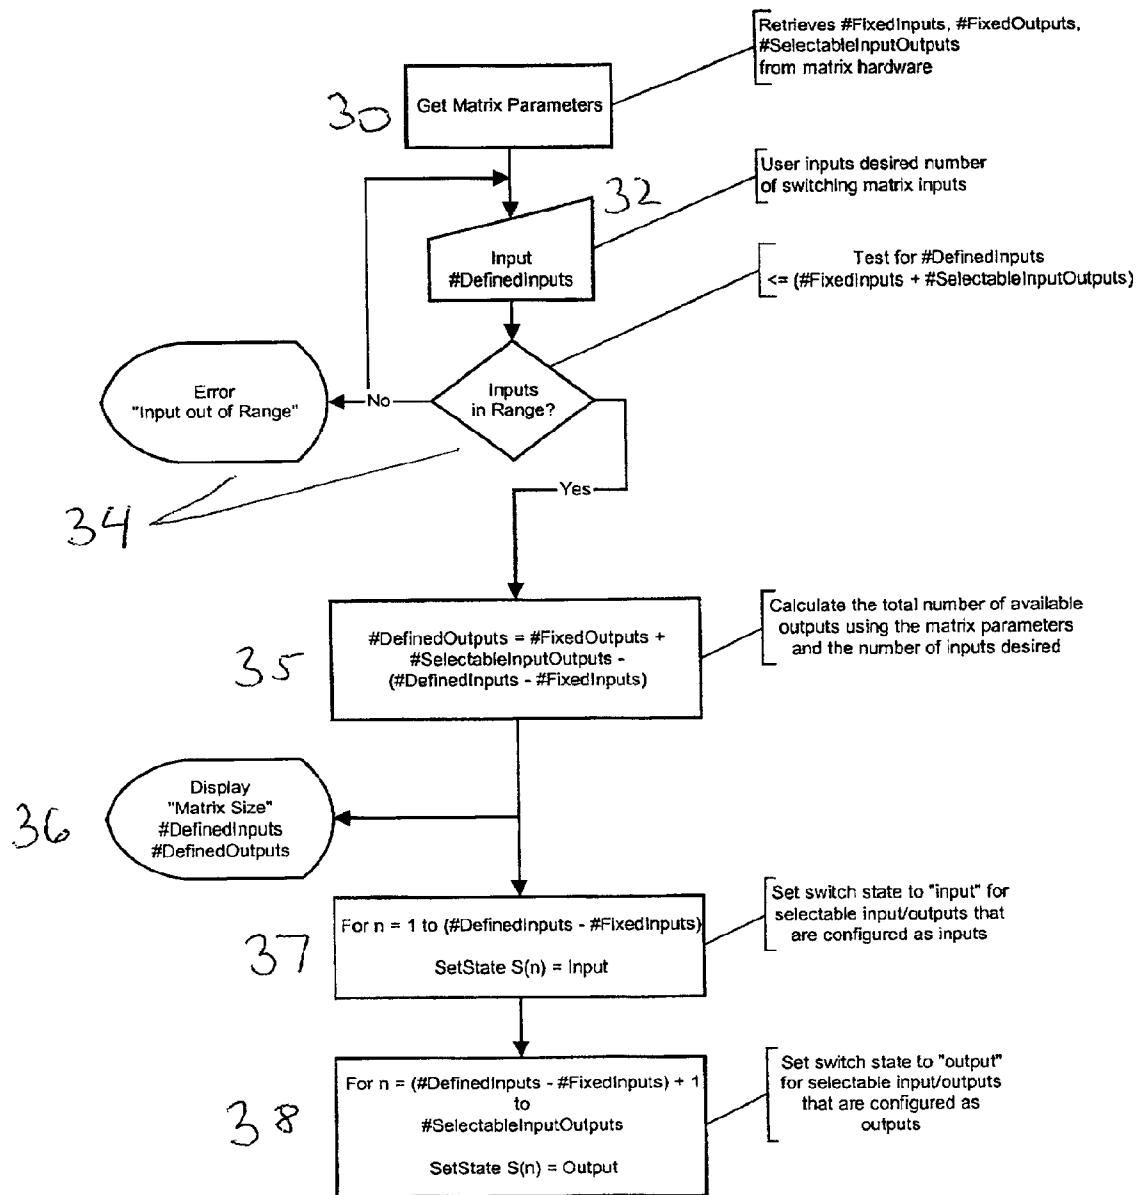 Retrieves #FixedInputs, #FixedOutputs,
#SelectableInputOutputs
from matrix hardware
30
Get Matrix Parameters
User inputs desired number
of switching matrix inputs
32
Input
#DefinedInputs
Test for #DefinedInputs
<= (#FixedInputs + #SelectableInputOutputs)
Error
"Input out of Range"
No
Inputs
in Range?
Yes
34
35
#DefinedOutputs = #FixedOutputs +
#SelectableInputOutputs -
(#DefinedInputs - #FixedInputs)
Calculate the total number of available
outputs using the matrix parameters
and the number of inputs desired
36
Display
"Matrix Size"
#DefinedInputs
#DefinedOutputs
37
For n = 1 to (#DefinedInputs - #FixedInputs)
SetState S(n) = Input
Set switch state to "input" for
selectable input/outputs that
are configured as inputs
38
For n = (#DefinedInputs - #FixedInputs) + 1
to
#SelectableInputOutputs
SetState S(n) = Output
Set switch state to "output"
for selectable input/outputs
that are configured as
outputs